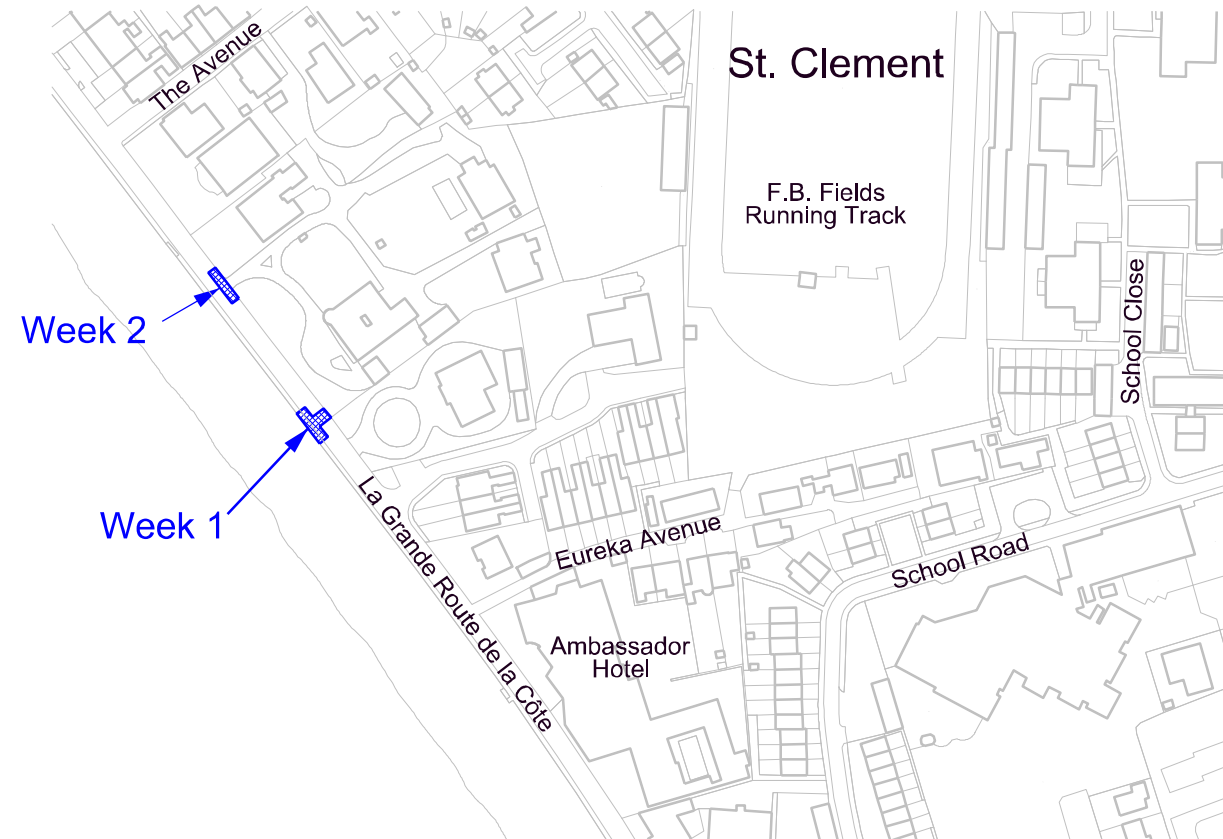 The Avenue
St. Clement
F.B. Fields
Running Track
School Close
Week 2
Week 1
La Grande Route de la Côte
Eureka Avenue
School Road
Ambassador
Hotel